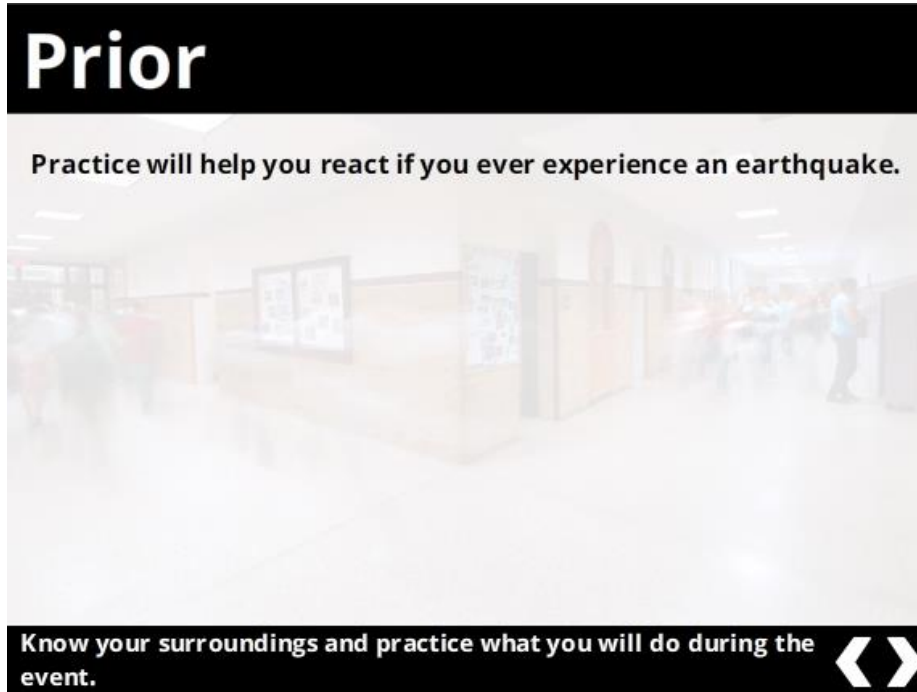 Prior
Practice will help you react if you ever experience an earthquake.
Know your surroundings and practice what you will do during the
event.